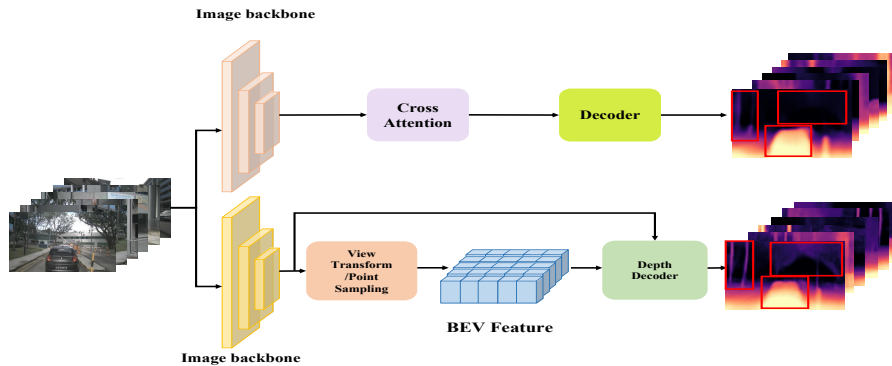 Image backbone
Cross
Attention
Decoder
View
Transform
/Point
Sampling
Depth
Decoder
BEV Feature
Image backbone